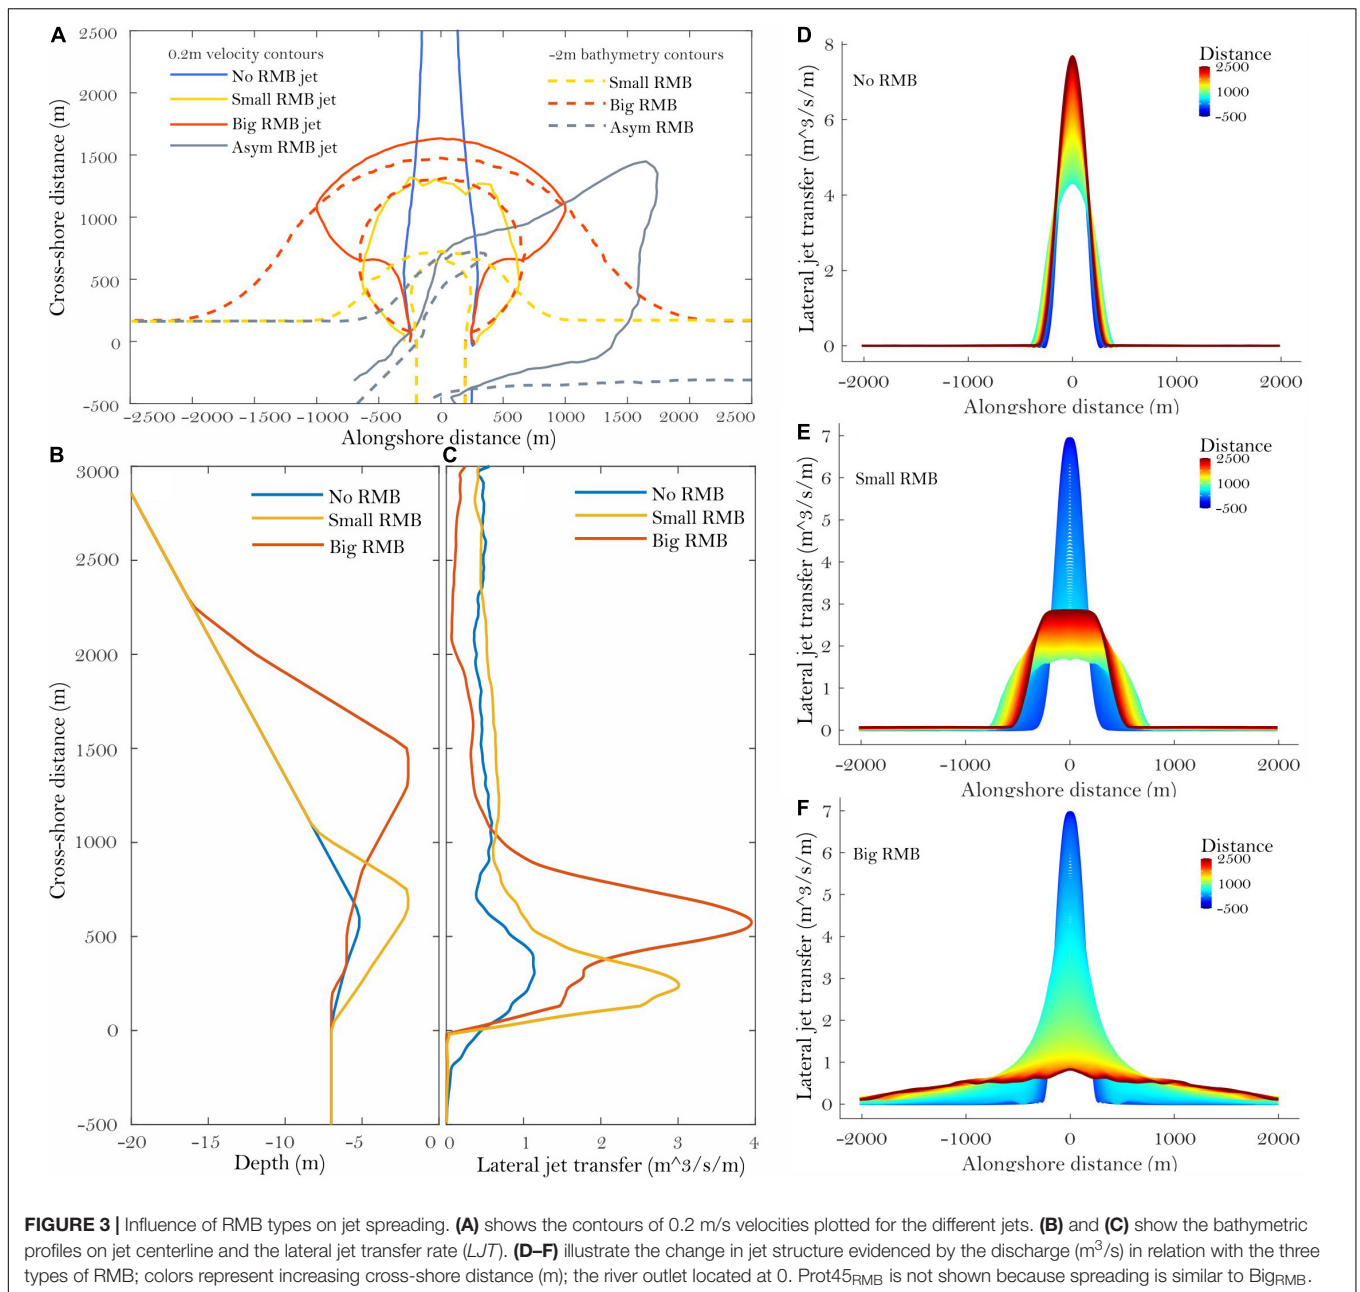 A
2500
2000
1500
1000
500
0
-500
Cross-shore distance (m)
0.2m velocity contours
No RMB jet
Small RMB jet
Big RMB jet
Asym RMB jet
-2m bathymetry contours
Small RMB
Big RMB
Asym RMB
-2500 -2000 -1500 -1000 -500 0 500 1000 1500 2000 2500
Alongshore distance (m)
B
3000
2500
2000
1500
1000
500
0
-500
Cross-shore distance (m)
No RMB
Small RMB
Big RMB
-20 -15 -10 -5 0
Depth (m)
C
No RMB
Small RMB
Big RMB
0 1 2 3 4
Lateral jet transfer (m^3/s/m)
D
8
6
4
2
0
Lateral jet transfer (m^3/s/m)
No RMB
Distance
2500
1000
-500
-2000 -1000 0 1000 2000
Alongshore distance (m)
E
7
6
5
4
3
2
1
0
Lateral jet transfer (m^3/s/m)
Small RMB
Distance
2500
1000
-500
-2000 -1000 0 1000 2000
Alongshore distance (m)
F
7
6
5
4
3
2
1
0
Lateral jet transfer (m^3/s/m)
Big RMB
Distance
2500
1000
-500
-2000 -1000 0 1000 2000
Alongshore distance (m)
FIGURE 3 | Influence of RMB types on jet spreading. (A) shows the contours of 0.2 m/s velocities plotted for the different jets. (B) and (C) show the bathymetric
profiles on jet centerline and the lateral jet transfer rate (LJT). (D–F) illustrate the change in jet structure evidenced by the discharge (m³/s) in relation with the three
types of RMB; colors represent increasing cross-shore distance (m); the river outlet located at 0. Prot45RMB is not shown because spreading is similar to BigRMB.